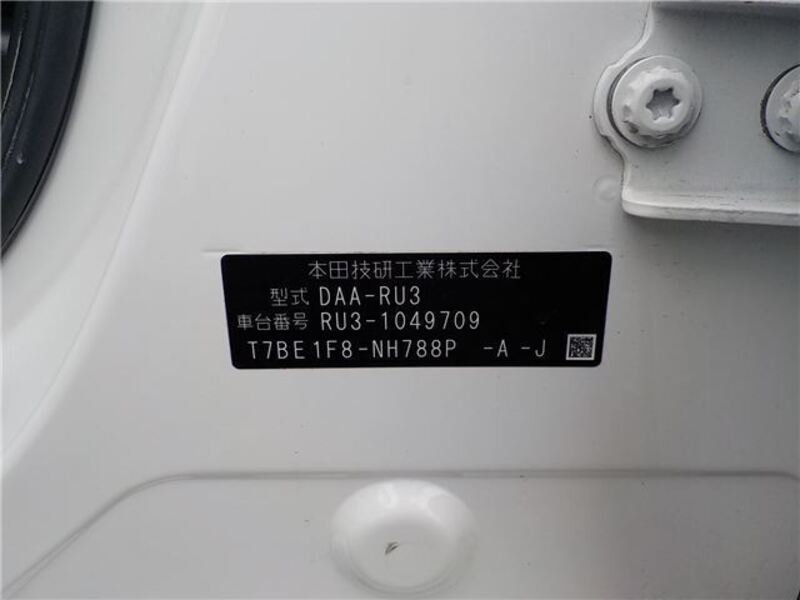 本田技研工業株式会社
型式 DAA-RU3
車台番号 RU3-1049709
T7BE1F8-NH788P -A -J